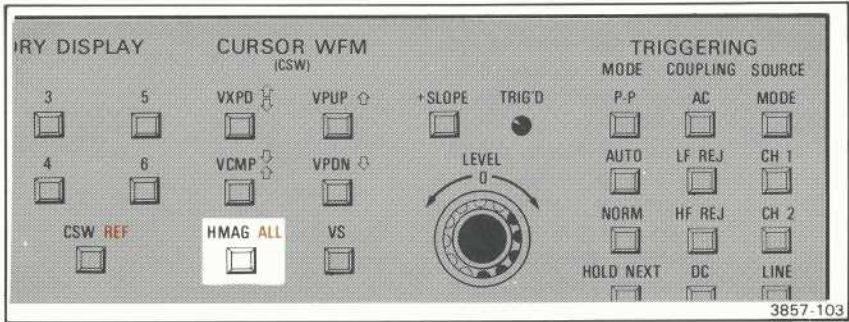 RY DISPLAY CURSOR WFM TRIGGERING
(CSW) MODE COUPLING SOURCE
3 5 VXPD VPUP +SLOPE TRIG'D P-P AC MODE
4 6 VCMP VPDN LEVEL AUTO LF REJ CH 1
0
CSW REF HMAG ALL VS NORM HF REJ CH 2
HOLD NEXT DC LINE
3857-103